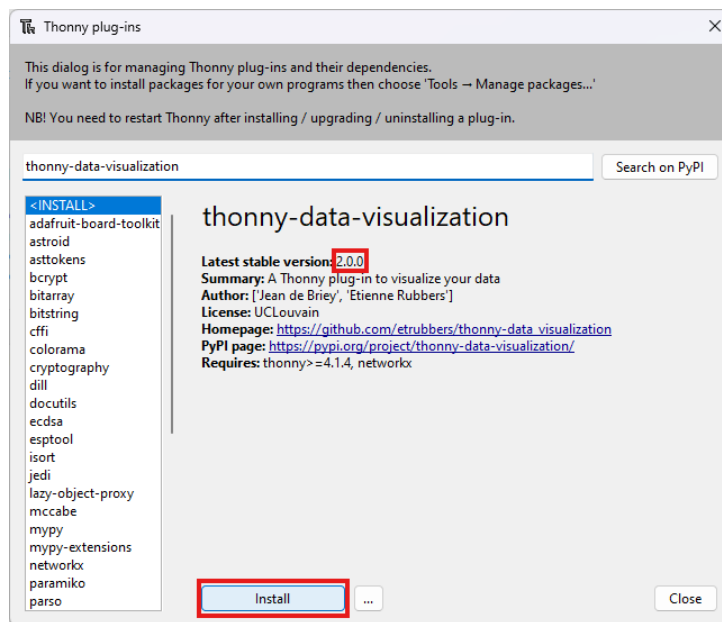 Thonny plug-ins
This dialog is for managing Thonny plug-ins and their dependencies.
If you want to install packages for your own programs then choose 'Tools → Manage packages...'
NB! You need to restart Thonny after installing / upgrading / uninstalling a plug-in.
thonny-data-visualization
Search on PyPI
<INSTALL>
adafruit-board-toolkit
astroid
asttokens
bcrypt
bitarray
bitstring
cffi
colorama
cryptography
dill
docutils
ecdsa
esptool
isort
jedi
lazy-object-proxy
mccabe
mypy
mypy-extensions
networkx
paramiko
parso
thonny-data-visualization
Latest stable version: 2.0.0
Summary: A Thonny plug-in to visualize your data
Author: ['Jean de Briey', 'Etienne Rubbers']
License: UCLouvain
Homepage: https://github.com/etrubbers/thonny-data_visualization
PyPI page: https://pypi.org/project/thonny-data-visualization/
Requires: thonny>=4.1.4, networkx
Install
...
Close